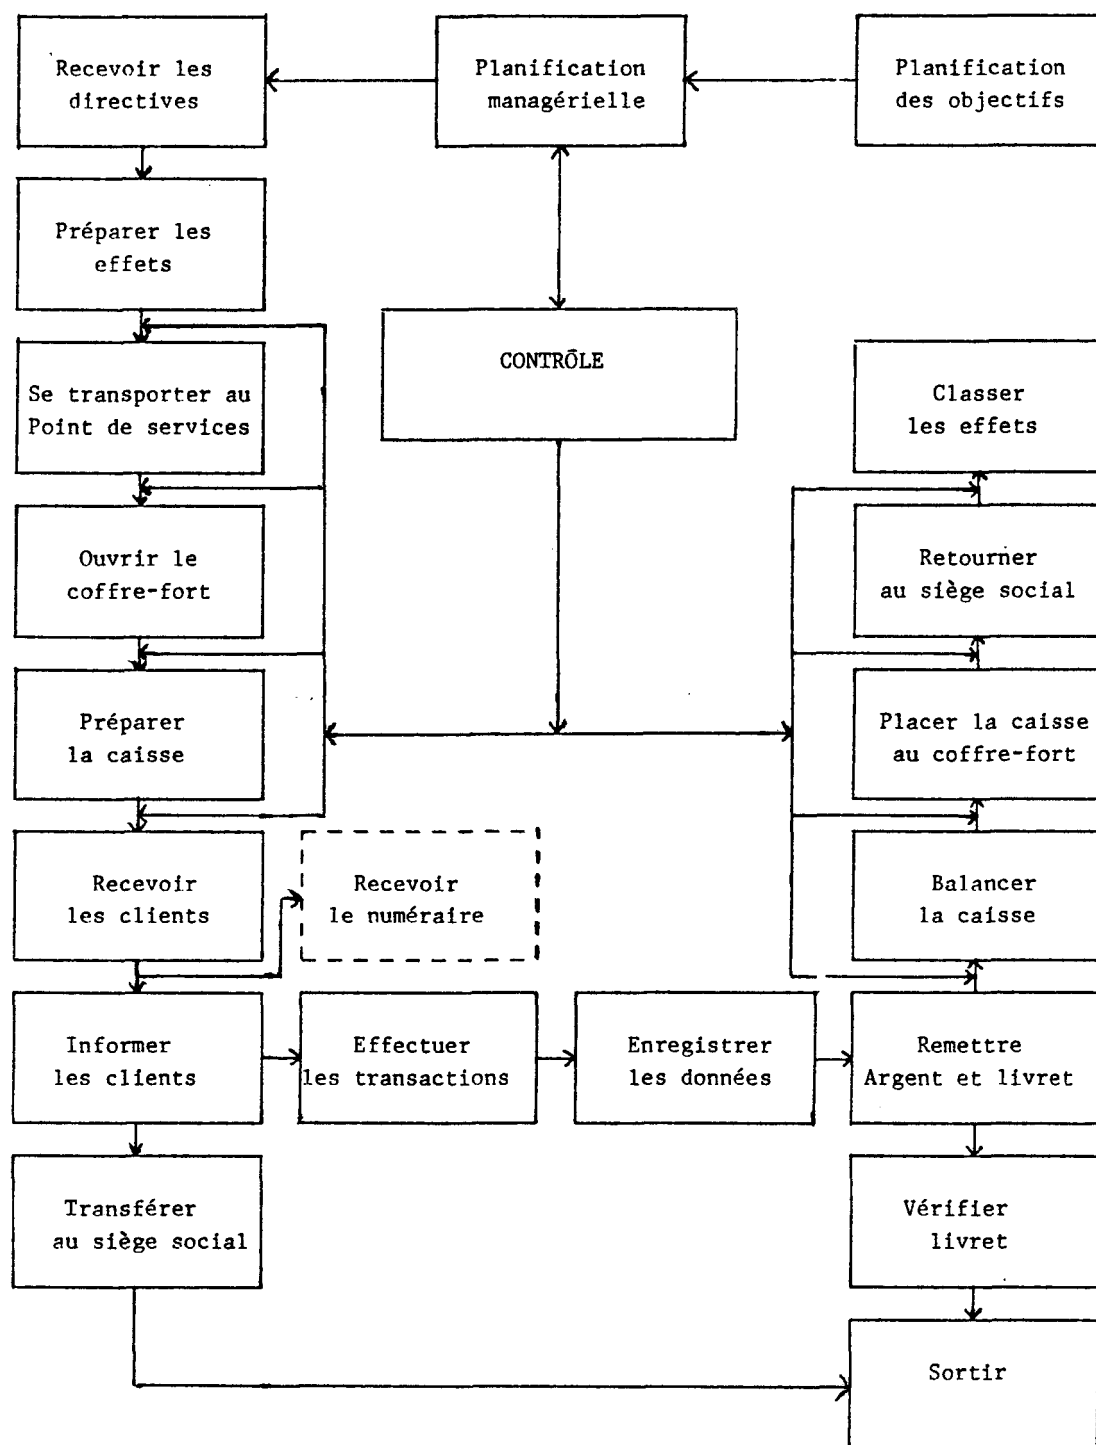 Recevoir les
directives
Planification
managérielle
Planification
des objectifs
Préparer les
effets
CONTRÔLE
Se transporter au
Point de services
Classer
les effets
Ouvrir le
coffre-fort
Retourner
au siège social
Préparer
la caisse
Placer la caisse
au coffre-fort
Recevoir
les clients
Recevoir
le numéraire
Balancer
la caisse
Informer
les clients
Effectuer
les transactions
Enregistrer
les données
Remettre
Argent et livret
Transférer
au siège social
Vérifier
livret
Sortir